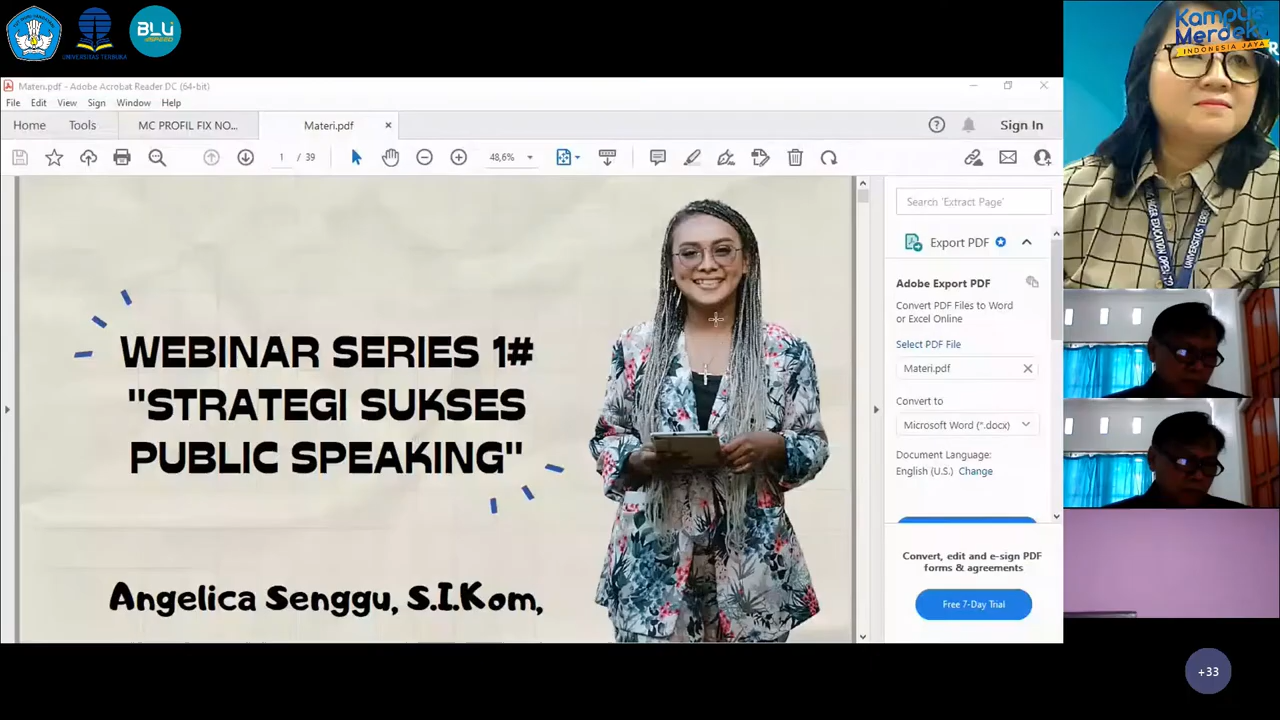 UNIVERSITAS TERBUKA
BLU
SPEED
Kampus
Merdeka
INDONESIA JAYA
Materi.pdf - Adobe Acrobat Reader DC (64-bit)
File Edit View Sign Window Help
Home Tools MC PROFIL FIX NO... Materi.pdf Sign In
1 / 39 48,6%
WEBINAR SERIES 1#
"STRATEGI SUKSES
PUBLIC SPEAKING"
Angelica Senggu, S.I.Kom,
Search 'Extract Page'
Export PDF
Adobe Export PDF
Convert PDF Files to Word
or Excel Online
Select PDF File
Materi.pdf
Convert to
Microsoft Word (*.docx)
Document Language:
English (U.S.) Change
Convert, edit and e-sign PDF
forms & agreements
Free 7-Day Trial
UNIVERSITAS
+33